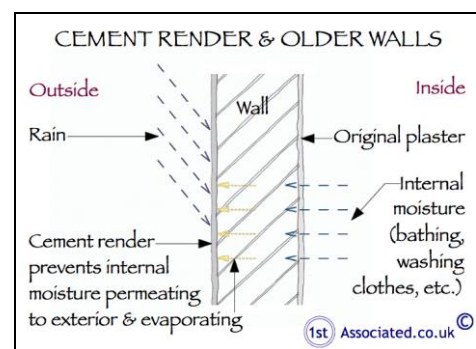 CEMENT RENDER & OLDER WALLS
Outside
Inside
Wall
Rain
Original plaster
Internal
moisture
(bathing,
washing
clothes, etc.)
Cement render
prevents internal
moisture permeating
to exterior & evaporating
1st Associated.co.uk ©